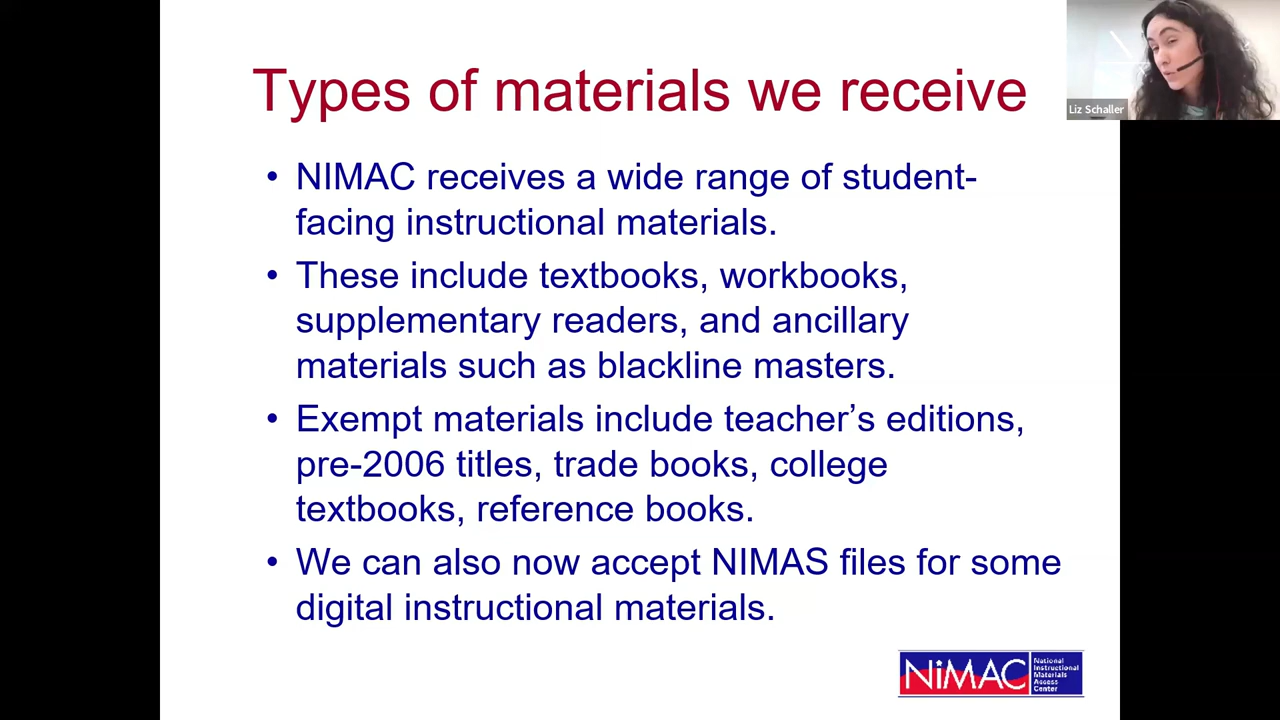 Types of materials we receive
Liz Schaller
• NIMAC receives a wide range of student-
facing instructional materials.
• These include textbooks, workbooks,
supplementary readers, and ancillary
materials such as blackline masters.
• Exempt materials include teacher’s editions,
pre-2006 titles, trade books, college
textbooks, reference books.
• We can also now accept NIMAS files for some
digital instructional materials.
NIMAC
National
Instructional
Materials
Access
Center